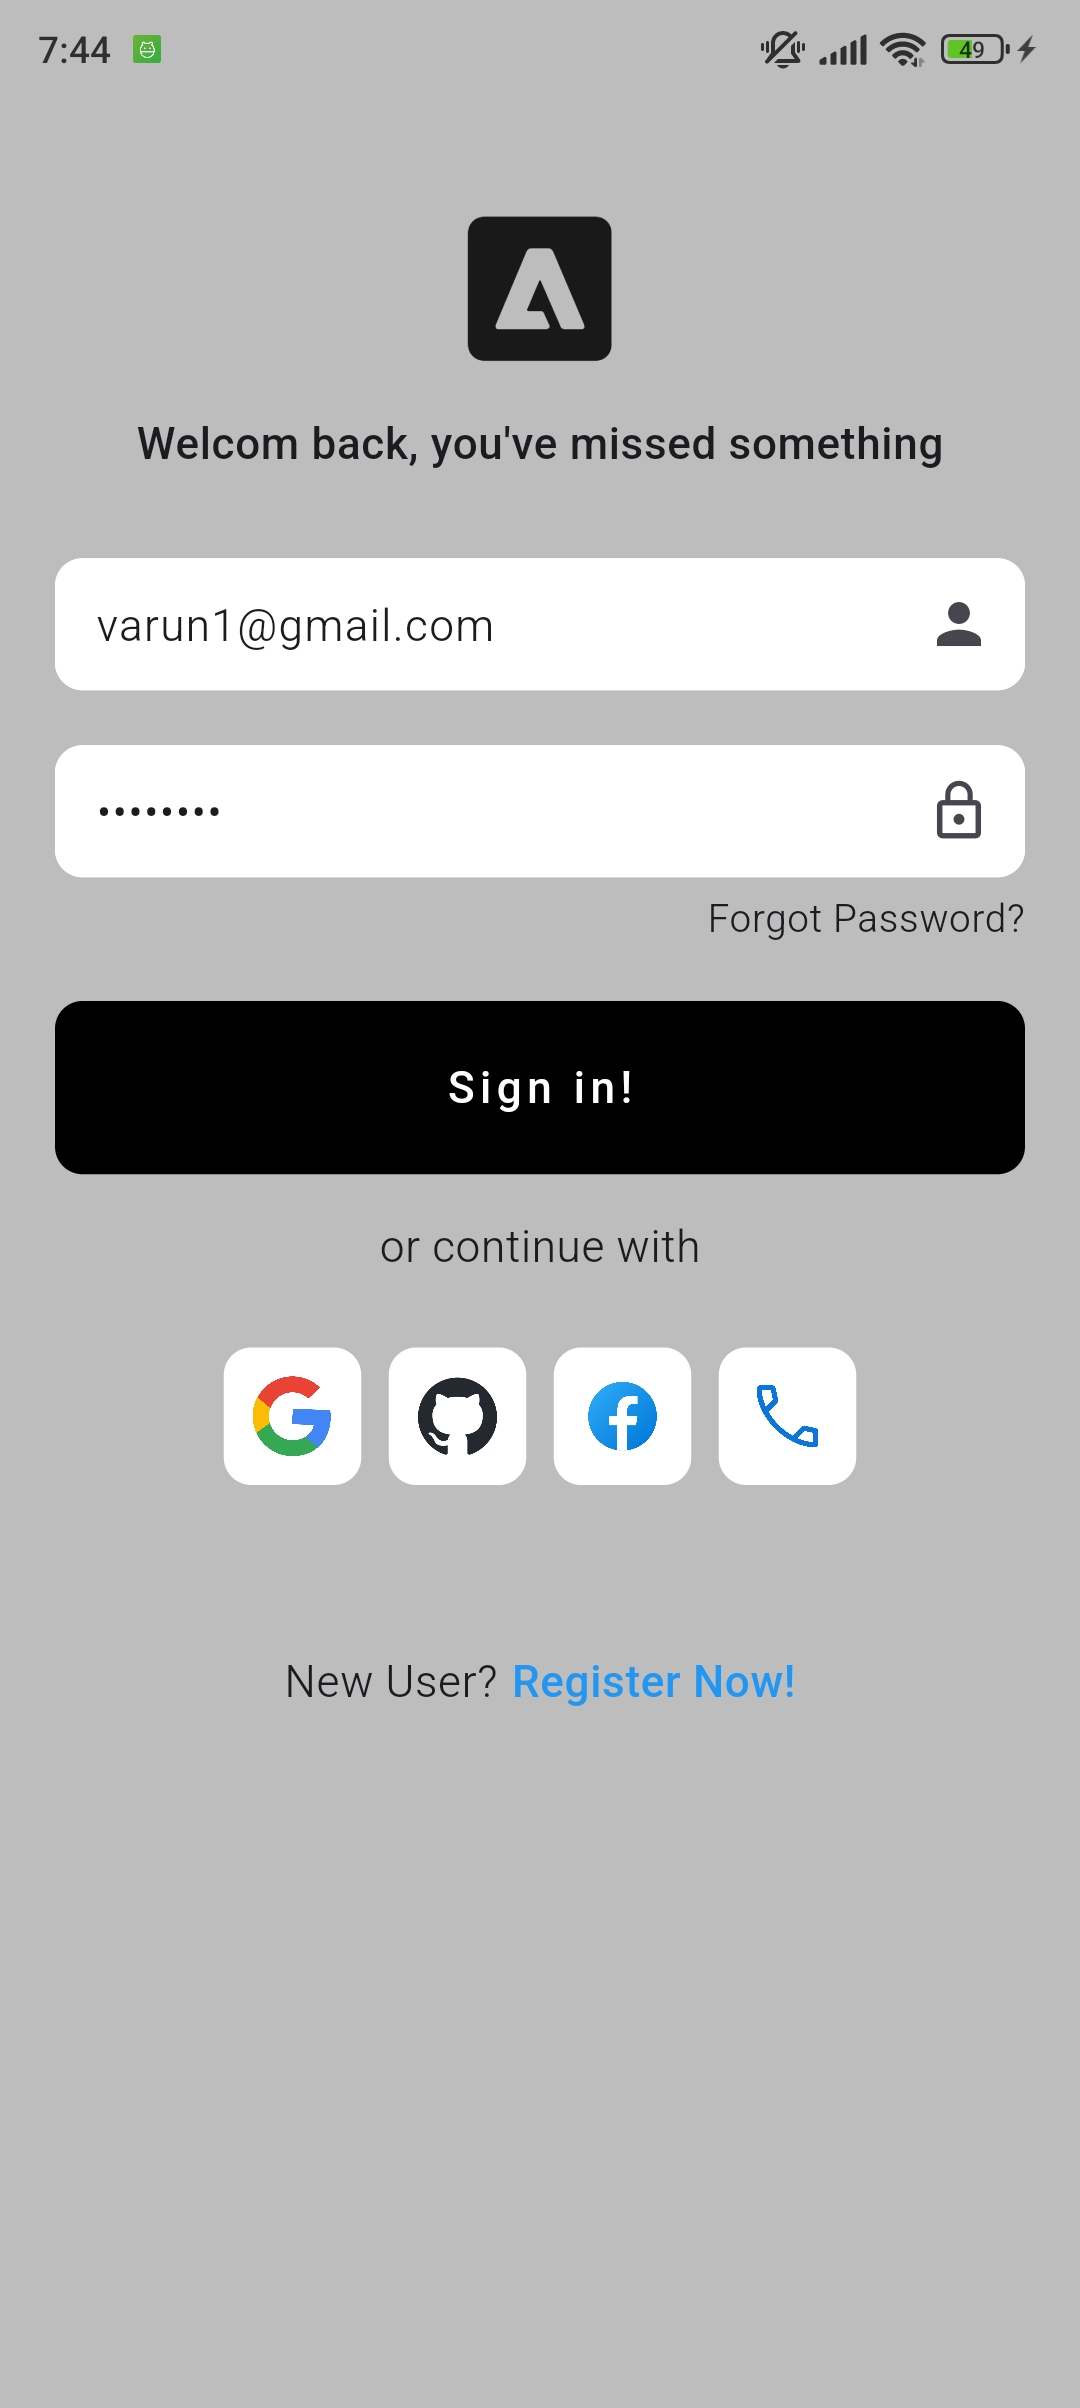 7:44
49
Welcom back, you've missed something
varun1@gmail.com
••••••••
Forgot Password?
Sign in!
or continue with
New User? Register Now!